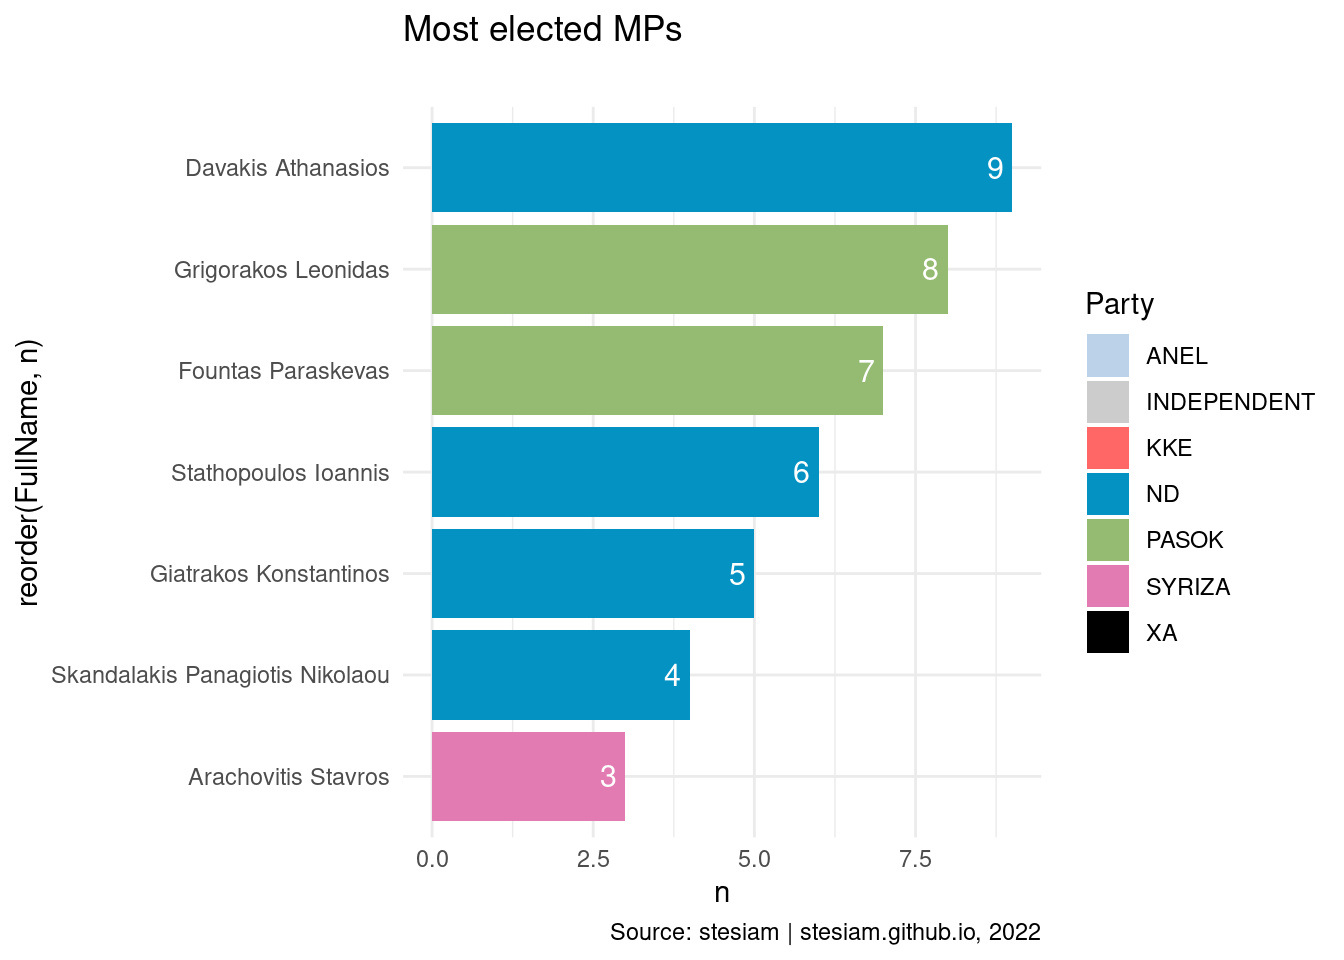 Most elected MPs
reorder(FullName, n)
Davakis Athanasios
9
Grigorakos Leonidas
8
Fountas Paraskevas
7
Stathopoulos Ioannis
6
Giatrakos Konstantinos
5
Skandalakis Panagiotis Nikolaou
4
Arachovitis Stavros
3
0.0 2.5 5.0 7.5
n
Party
ANEL
INDEPENDENT
KKE
ND
PASOK
SYRIZA
XA
Source: stesiam | stesiam.github.io, 2022